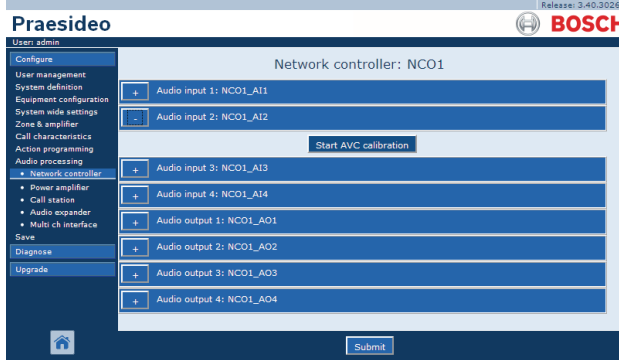 Release: 3.40.3026
Praesideo
BOSCH
User: admin
Configure
User management
System definition
Equipment configuration
System wide settings
Zone & amplifier
Call characteristics
Action programming
Audio processing
• Network controller
• Power amplifier
• Call station
• Audio expander
• Multi ch interface
Save
Diagnose
Upgrade
Network controller: NCO1
+ Audio input 1: NCO1_AI1
- Audio input 2: NCO1_AI2
Start AVC calibration
+ Audio input 3: NCO1_AI3
+ Audio input 4: NCO1_AI4
+ Audio output 1: NCO1_AO1
+ Audio output 2: NCO1_AO2
+ Audio output 3: NCO1_AO3
+ Audio output 4: NCO1_AO4
Submit